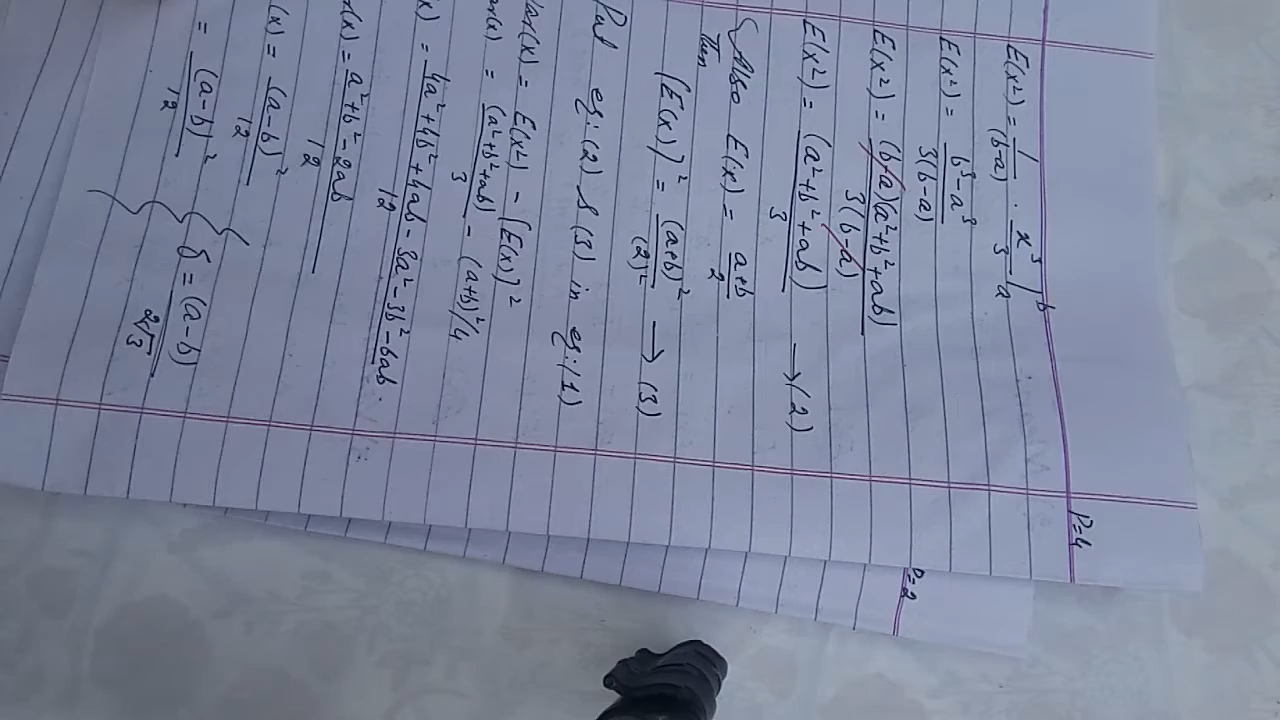 P=4
E(x²) = 1/(b-a) · x³/3 |ₐᵇ
E(x²) = b³-a³ / 3(b-a)
E(x²) = (b-a)(a²+b²+ab) / 3(b-a)
E(x²) = (a²+b²+ab) / 3 → (2)
Also E(x) = a+b / 2
Then
[E(x)]² = (a+b)² / (2)² → (3)
Put eq:(2) & (3) in eq:(1)
Var(x) = E(x²) - [E(x)]²
Var(x) = (a²+b²+ab) / 3 - (a+b)²/4
(x) = 4a²+4b²+4ab-3a²-3b²-6ab. / 12
(x) = a²+b²-2ab / 12
(x) = (a-b)² / 12
= (a-b)² / 12 { δ = (a-b) / 2√3
P=2